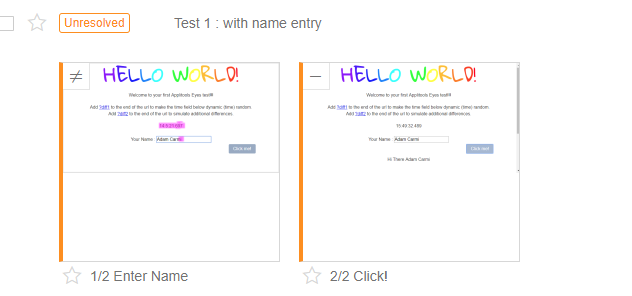 Unresolved
Test 1 : with name entry
≠
HELLO WORLD!
Welcome to your first Applitools Eyes test!!!
Add ?diff1 to the end of the url to make the time field below dynamic (time) random
Add ?diff2 to the end of the url to simulate additional differences.
Your Name
Adam Carmi
Click me!
1/2 Enter Name
–
HELLO WORLD!
Welcome to your first Applitools Eyes test!!!
Add ?diff1 to the end of the url to make the time field below dynamic (time) random
Add ?diff2 to the end of the url to simulate additional differences.
Your Name
Adam Carmi
Click me!
Hi There Adam Carmi
2/2 Click!